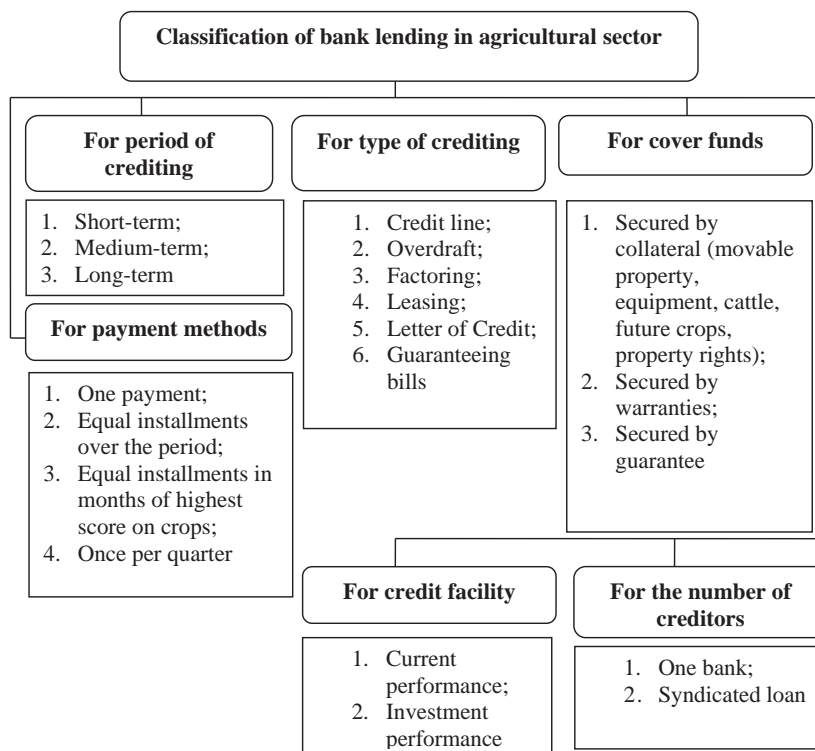 Classification of bank lending in agricultural sector
For period of
crediting
1. Short-term;
2. Medium-term;
3. Long-term
For payment methods
1. One payment;
2. Equal installments
over the period;
3. Equal installments in
months of highest
score on crops;
4. Once per quarter
For type of crediting
1. Credit line;
2. Overdraft;
3. Factoring;
4. Leasing;
5. Letter of Credit;
6. Guaranteeing
bills
For cover funds
1. Secured by
collateral (movable
property,
equipment, cattle,
future crops,
property rights);
2. Secured by
warranties;
3. Secured by
guarantee
For credit facility
1. Current
performance;
2. Investment
performance
For the number of
creditors
1. One bank;
2. Syndicated loan